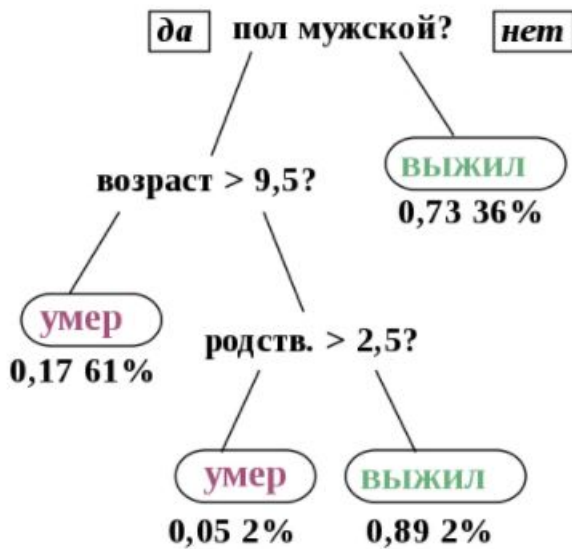 да пол мужской? нет
возраст > 9,5?
выжил
0,73 36%
умер
0,17 61%
родств. > 2,5?
умер
0,05 2%
выжил
0,89 2%